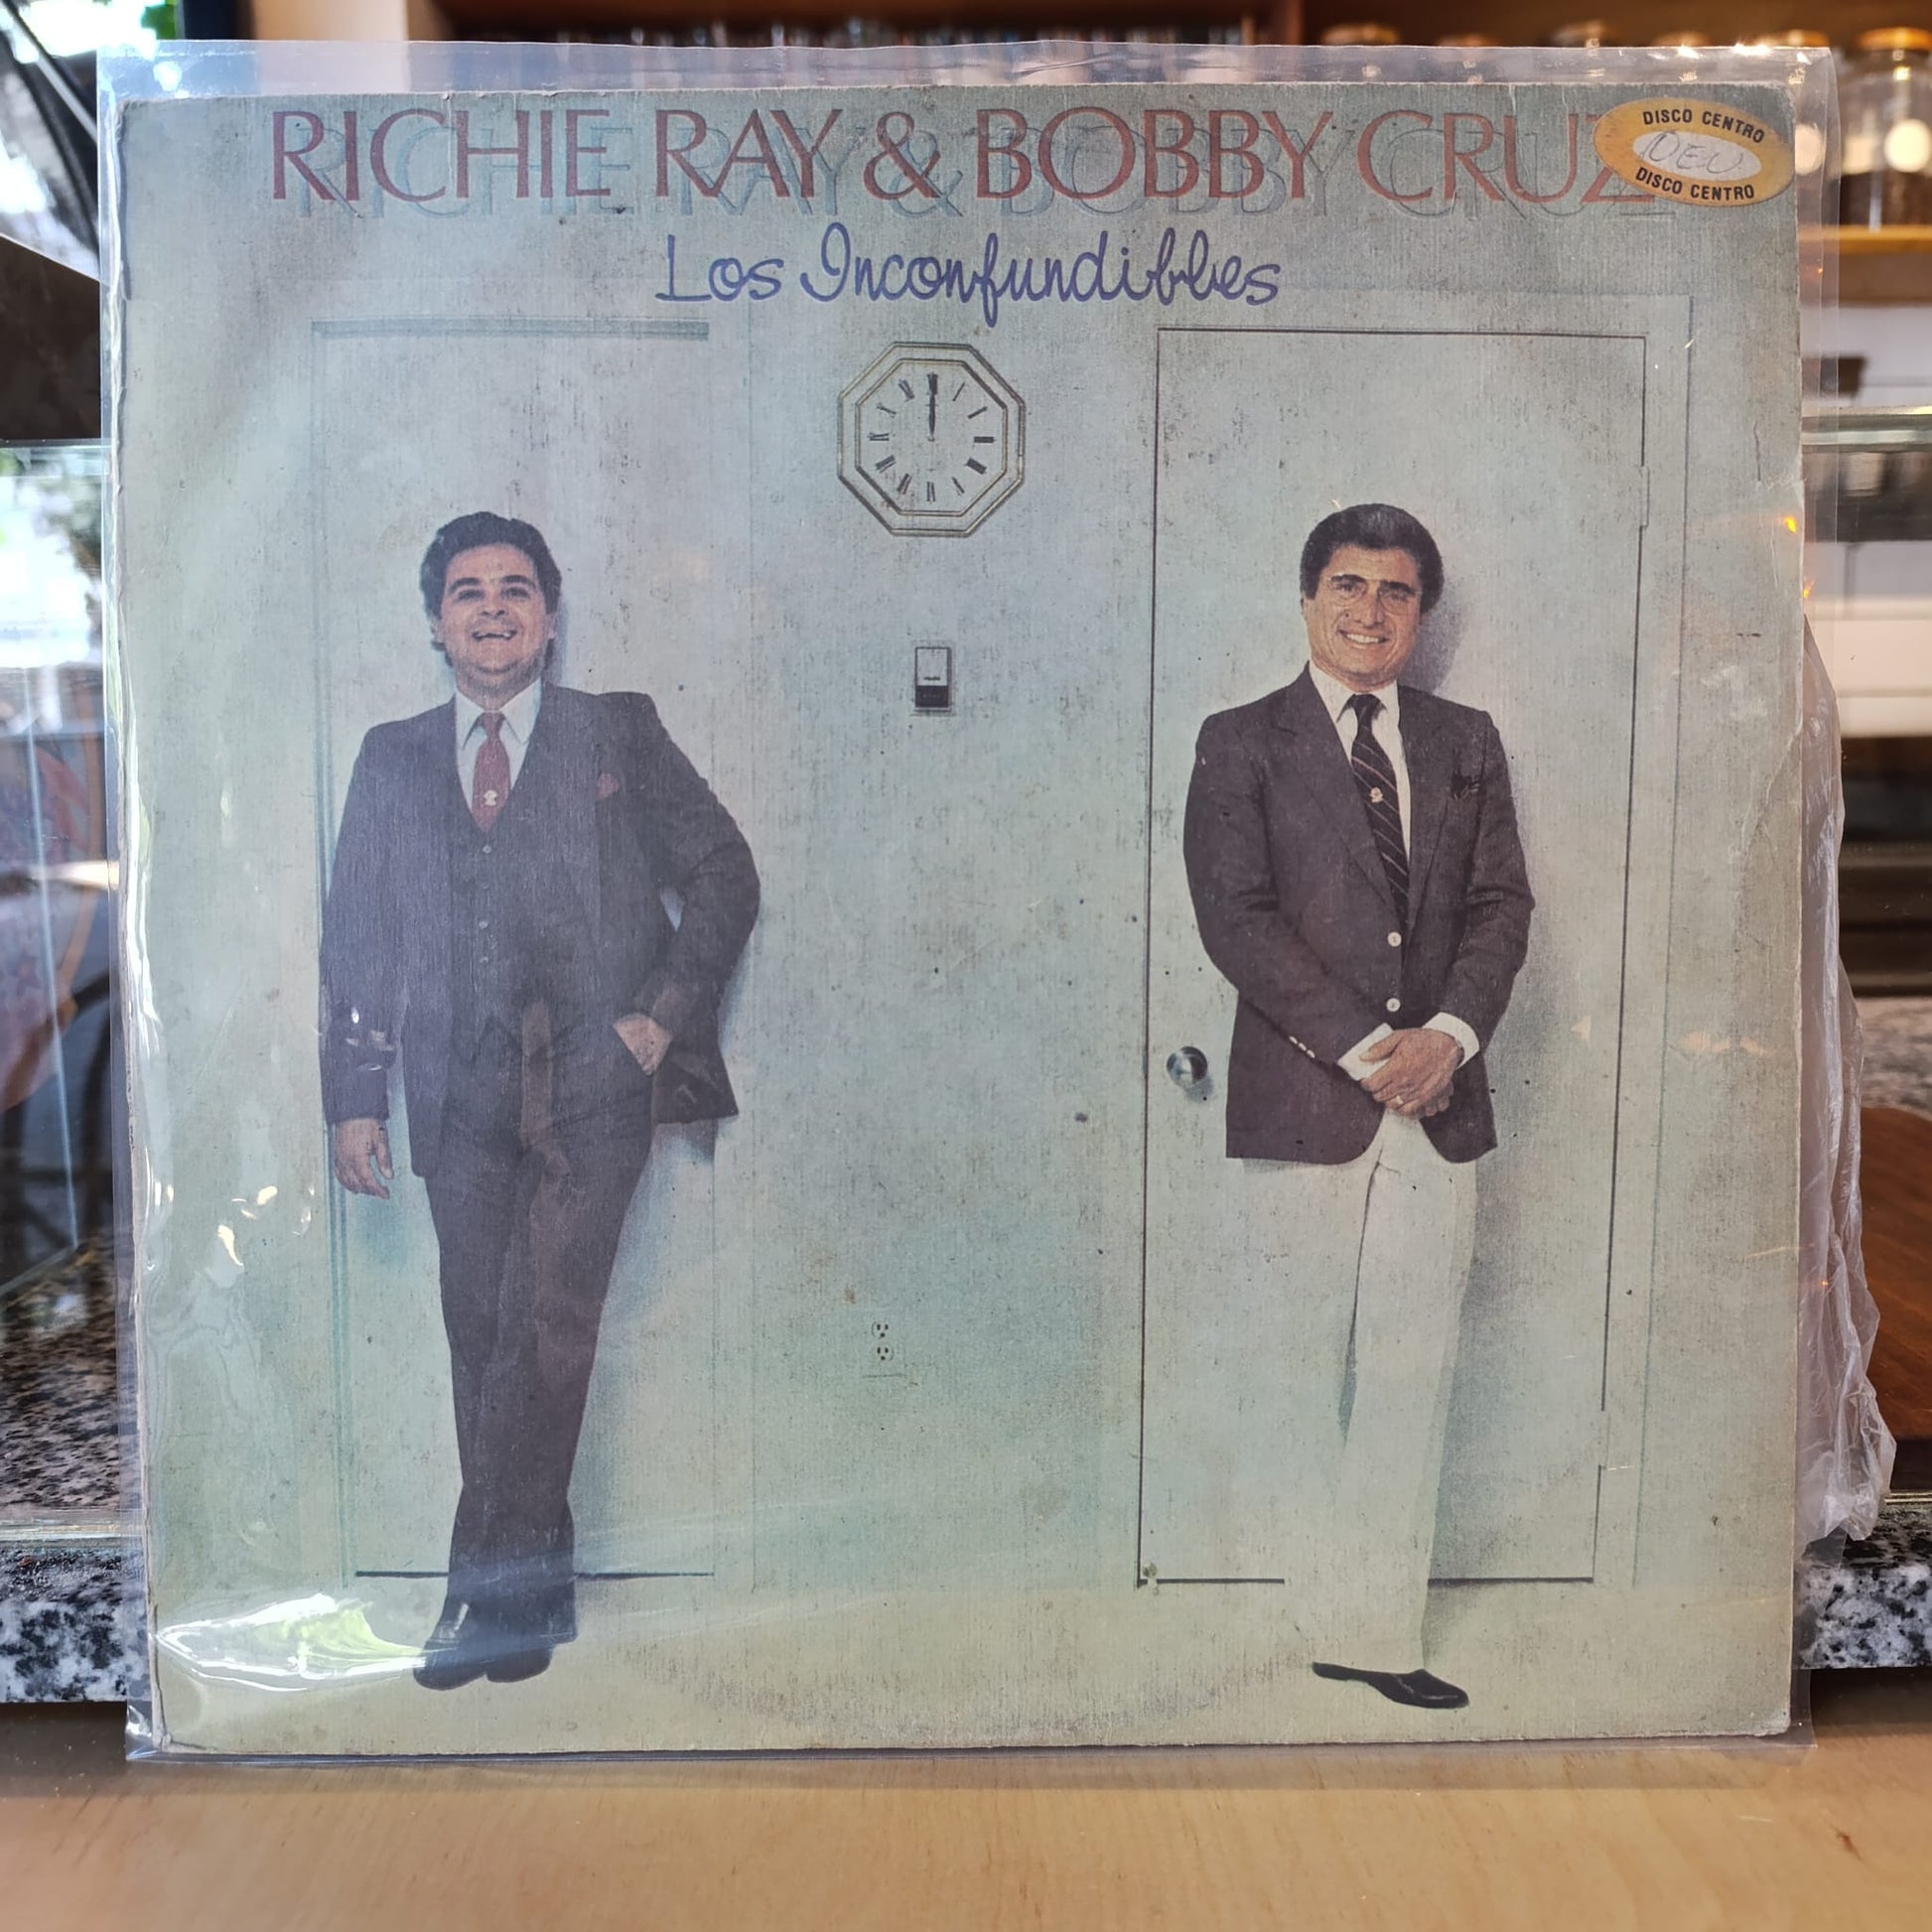 RICHIE RAY & BOBBY CRUZ
Los Inconfundibles
DISCO CENTRO
DISCO CENTRO